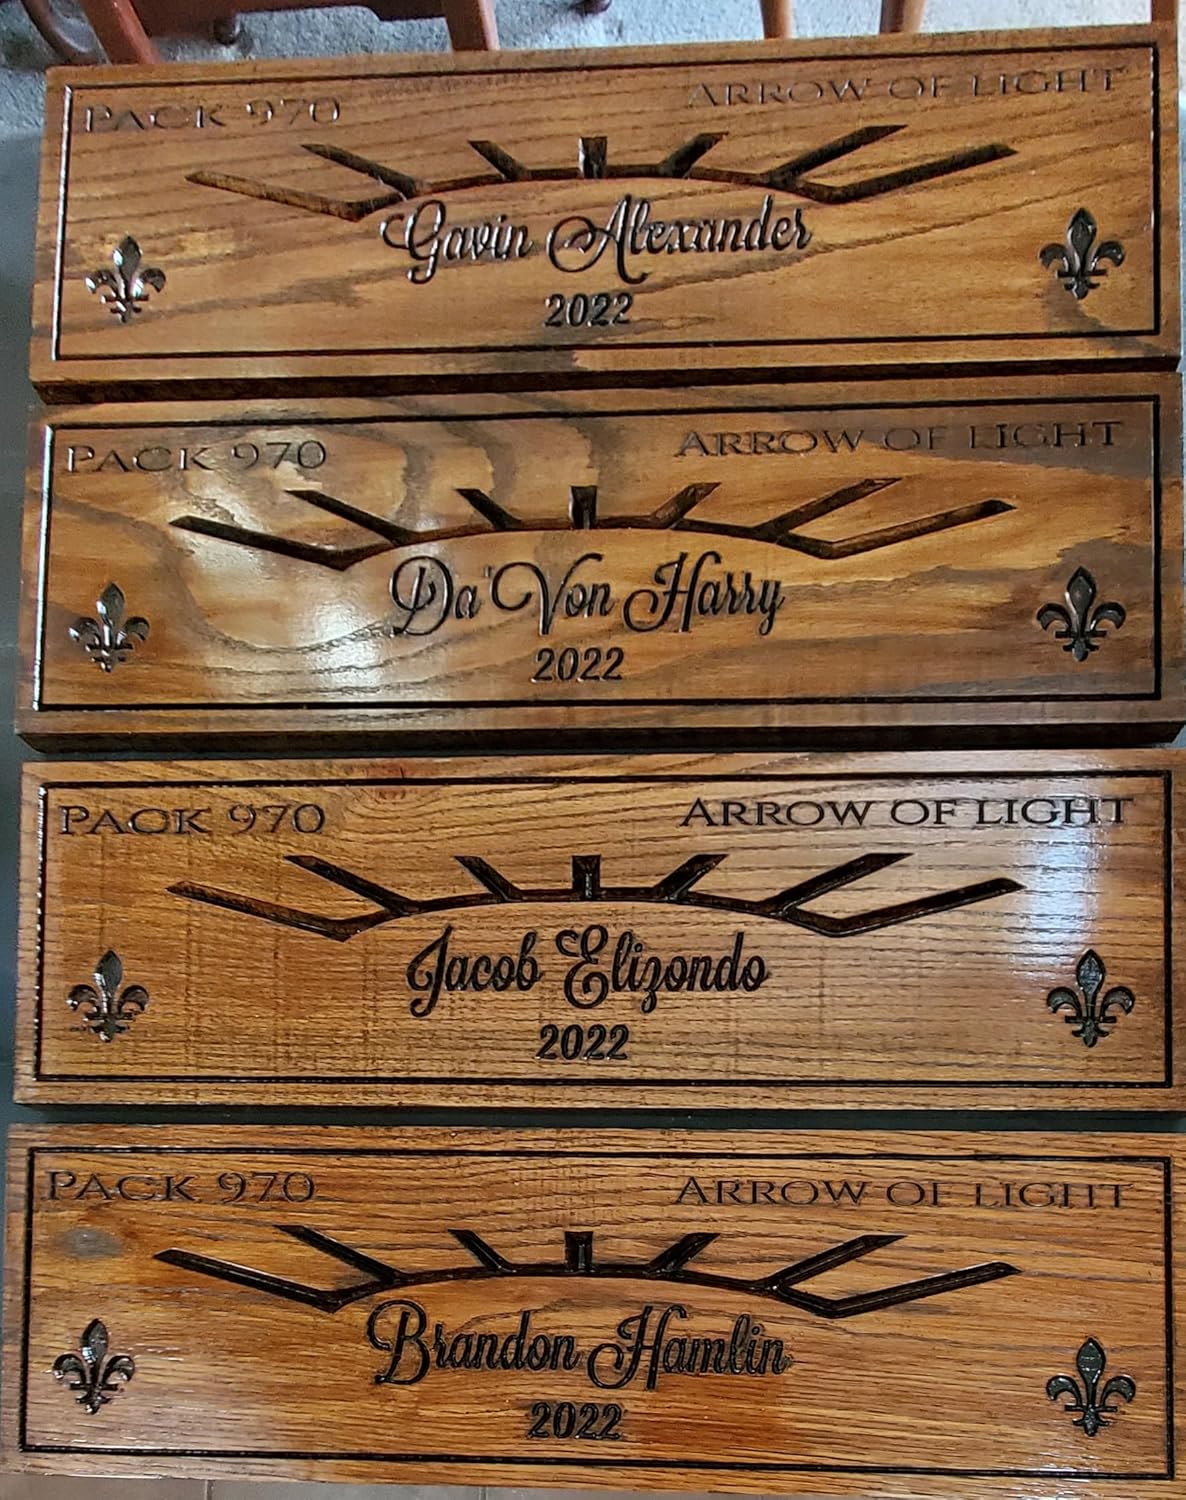 PACK 970 ARROW OF LIGHT
Gavin Alexander
2022
PACK 970 ARROW OF LIGHT
Da'Von Harry
2022
PACK 970 ARROW OF LIGHT
Jacob Elizondo
2022
PACK 970 ARROW OF LIGHT
Brandon Hamlin
2022